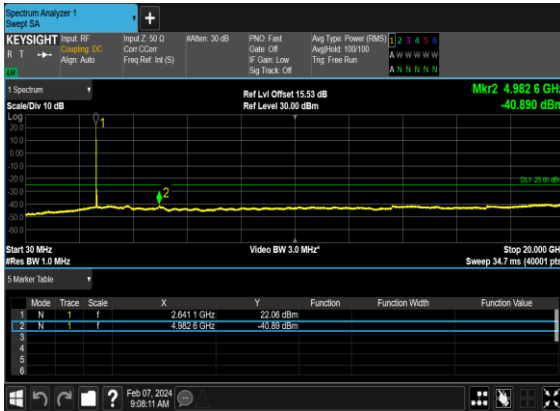 Spectrum Analyzer 1
Swept SA
+
KEYSIGHT Input: RF Input Z: 50 Ω #Atten: 30 dB PNO: Fast Avg Type: Power (RMS) 1 2 3 4 5 6
R T Coupling: DC Corr CCorr Gate: Off Avg|Hold: 100/100 A W W W W W
Align: Auto Freq Ref: Int (S) IF Gain: Low Trig: Free Run
Sig Track: Off A N N N N N
1 Spectrum Ref Lvl Offset 15.53 dB Mkr2 4.982 6 GHz
Scale/Div 10 dB Ref Level 30.00 dBm -40.890 dBm
Log
20.0
10.0
0.00
-10.0
-20.0
-30.0
-40.0
-50.0
-60.0
1
2
DL1 -25.00 dBm
Start 30 MHz Video BW 3.0 MHz* Stop 20.000 GHz
#Res BW 1.0 MHz Sweep 34.7 ms (40001 pts)
5 Marker Table
Mode Trace Scale X Y Function Function Width Function Value
1 N 1 f 2.641 1 GHz 22.06 dBm
2 N 1 f 4.982 6 GHz -40.89 dBm
3
4
5
6
? Feb 07, 2024
9:08:11 AM